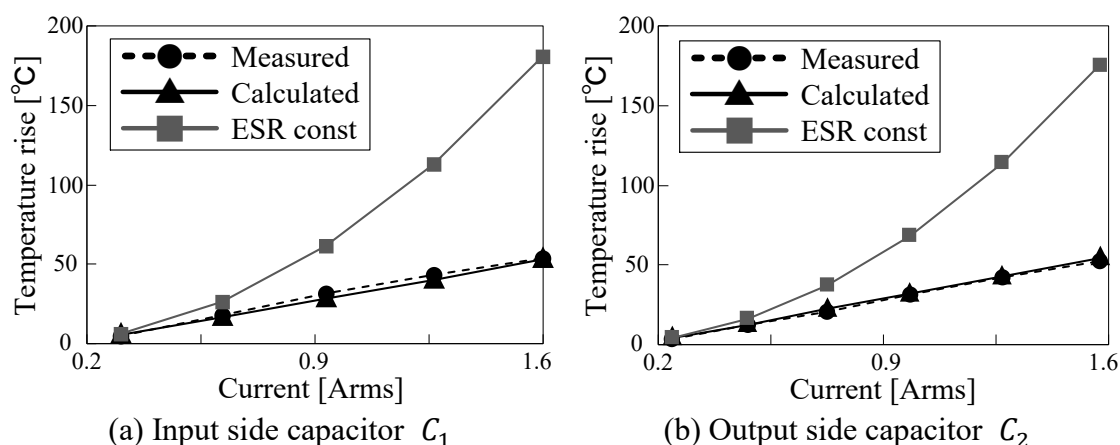 200
150
100
50
0
Temperature rise [℃]
Measured
Calculated
ESR const
0.2
0.9
1.6
Current [Arms]
(a) Input side capacitor C₁
200
150
100
50
0
Temperature rise [℃]
Measured
Calculated
ESR const
0.2
0.9
1.6
Current [Arms]
(b) Output side capacitor C₂